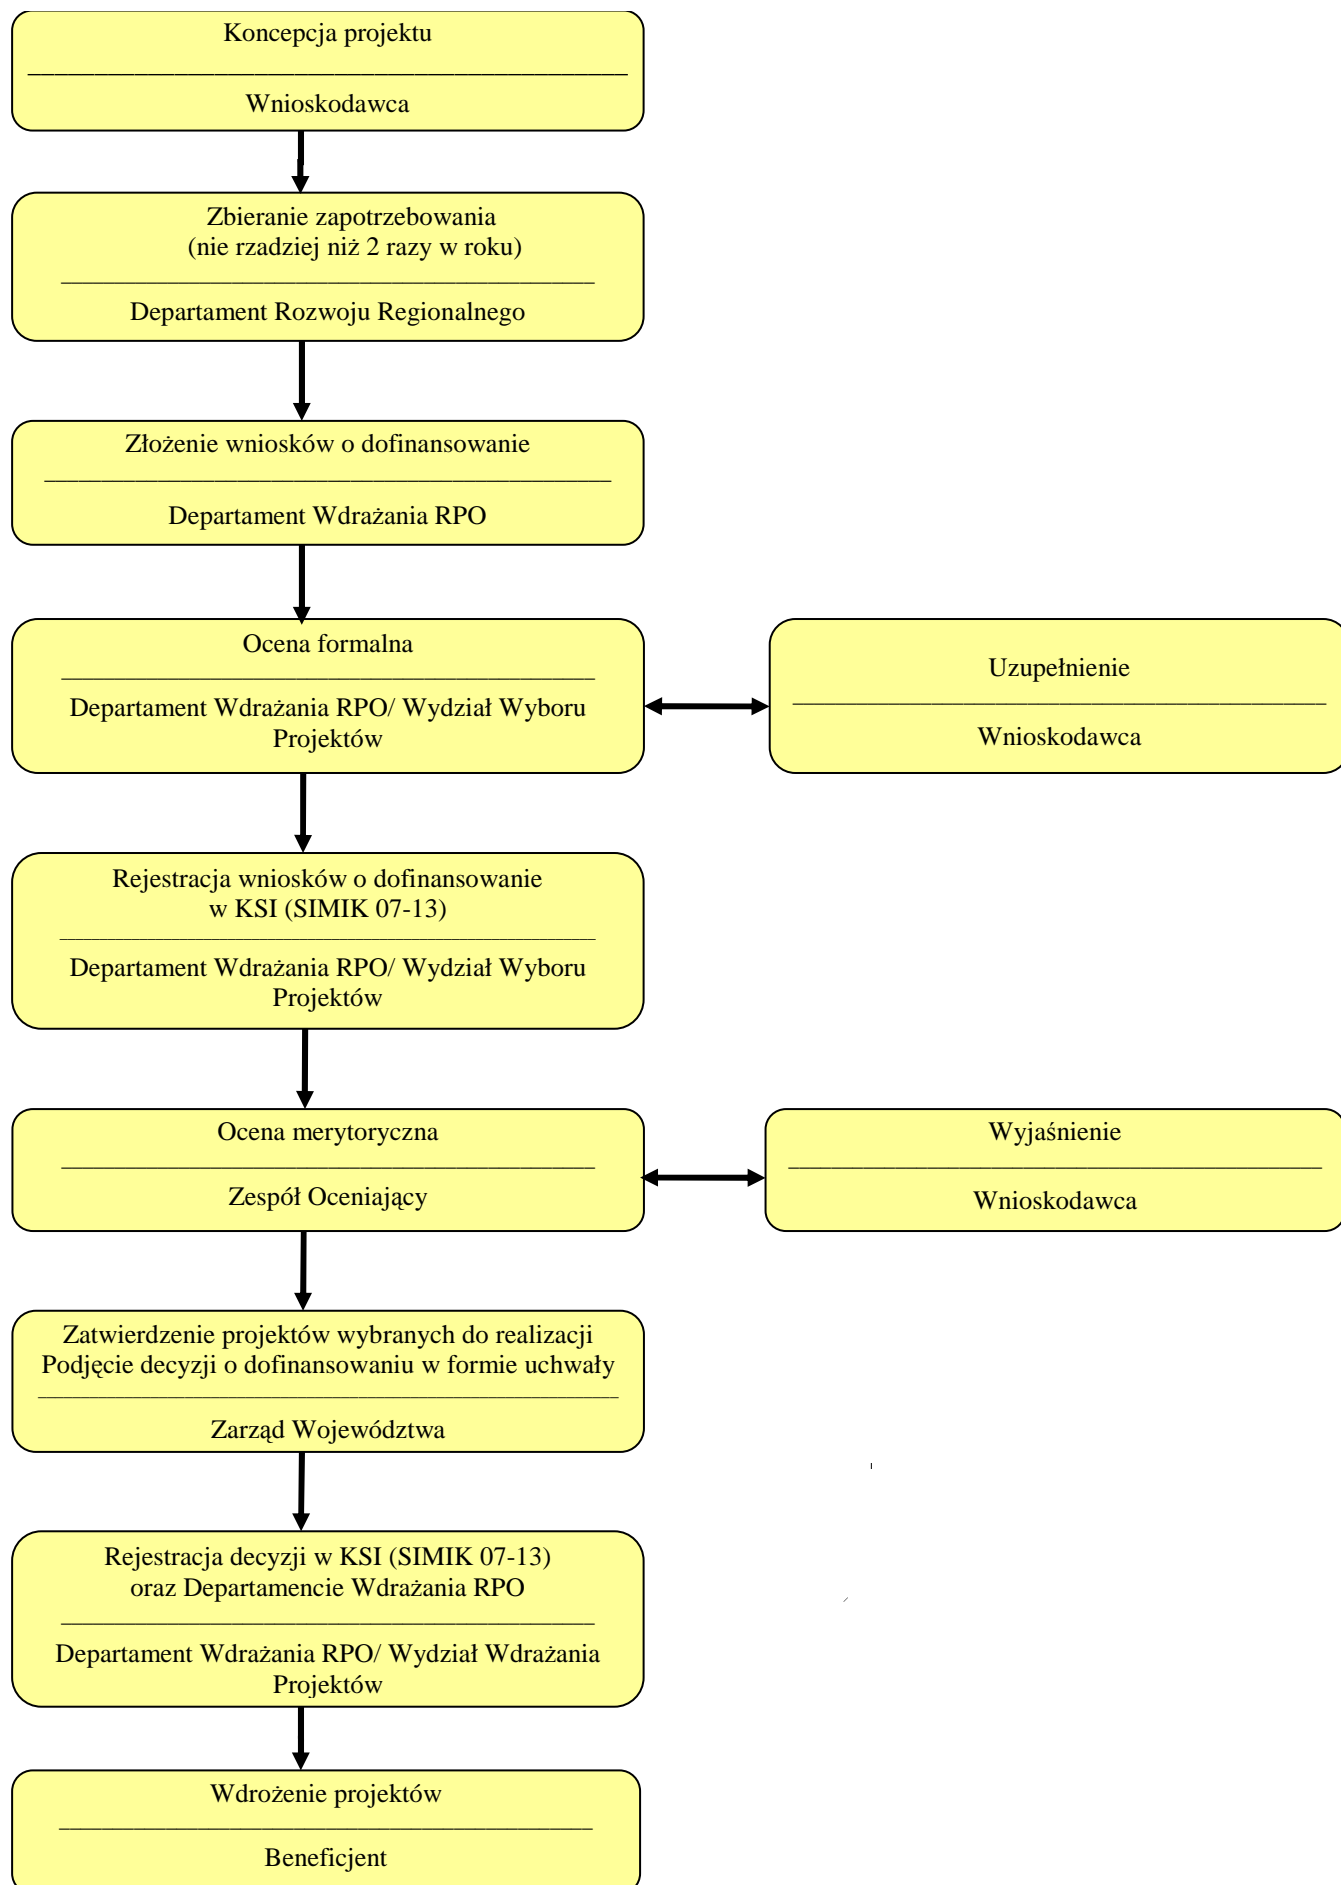 Koncepcja projektu
Wnioskodawca
Zbieranie zapotrzebowania
(nie rzadziej niż 2 razy w roku)
Departament Rozwoju Regionalnego
Złożenie wniosków o dofinansowanie
Departament Wdrażania RPO
Ocena formalna
Departament Wdrażania RPO/ Wydział Wyboru
Projektów
Uzupełnienie
Wnioskodawca
Rejestracja wniosków o dofinansowanie
w KSI (SIMIK 07-13)
Departament Wdrażania RPO/ Wydział Wyboru
Projektów
Ocena merytoryczna
Zespół Oceniający
Wyjaśnienie
Wnioskodawca
Zatwierdzenie projektów wybranych do realizacji
Podjęcie decyzji o dofinansowaniu w formie uchwały
Zarząd Województwa
Rejestracja decyzji w KSI (SIMIK 07-13)
oraz Departamencie Wdrażania RPO
Departament Wdrażania RPO/ Wydział Wdrażania
Projektów
Wdrożenie projektów
Beneficjent